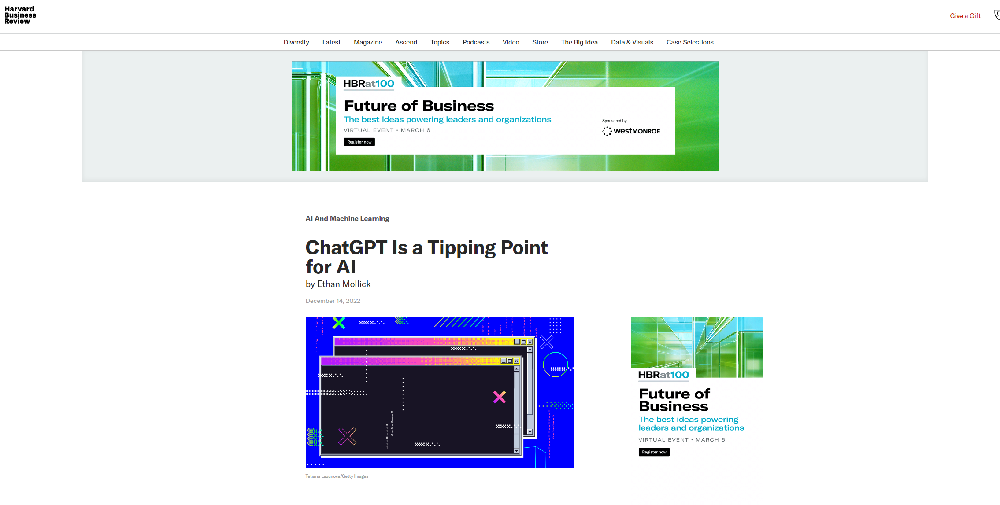 Harvard
Business
Review
Give a Gift
Diversity Latest Magazine Ascend Topics Podcasts Video Store The Big Idea Data & Visuals Case Selections
HBRat100
Future of Business
The best ideas powering leaders and organizations
VIRTUAL EVENT • MARCH 6
Register now
Sponsored by:
westMONROE
AI And Machine Learning
ChatGPT Is a Tipping Point
for AI
by Ethan Mollick
December 14, 2022
Tetiana Lazunova/Getty Images
HBRat100
Future of
Business
The best ideas powering
leaders and organizations
VIRTUAL EVENT • MARCH 6
Register now